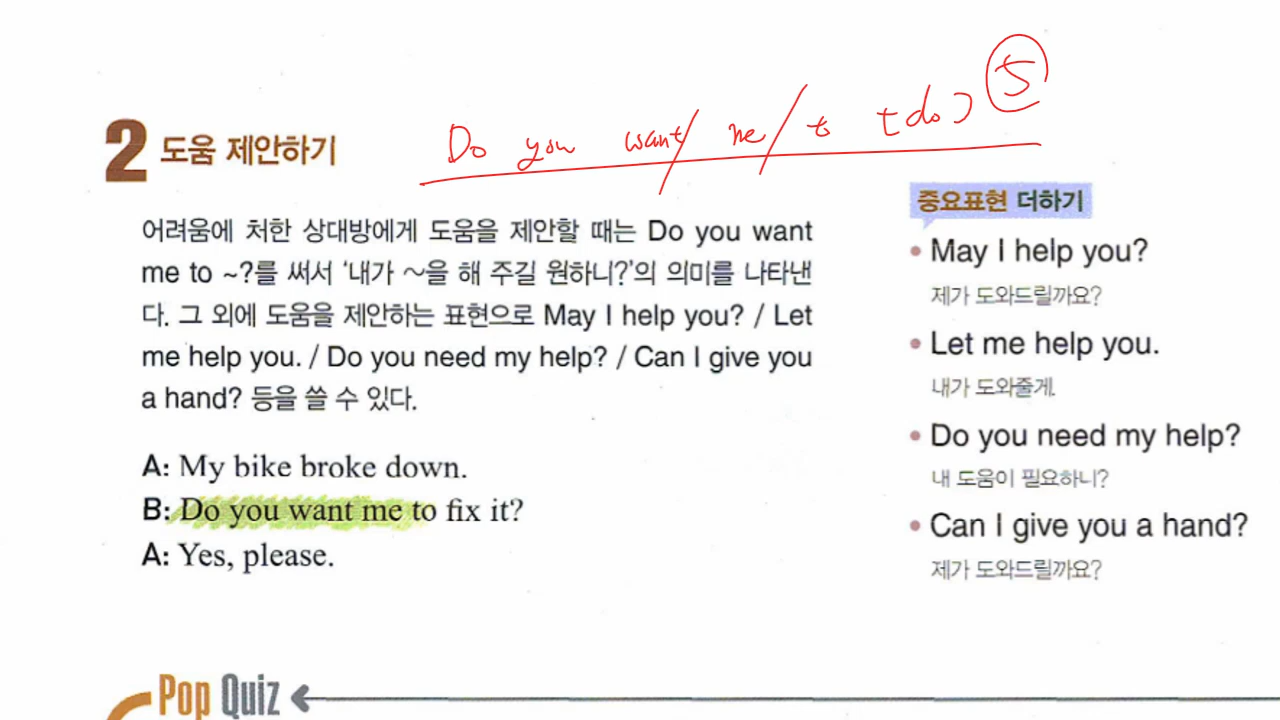 Do you want / me / to tdo) 5
2 도움 제안하기
어려움에 처한 상대방에게 도움을 제안할 때는 Do you want
me to ~?를 써서 '내가 ~을 해 주길 원하니?'의 의미를 나타낸
다. 그 외에 도움을 제안하는 표현으로 May I help you? / Let
me help you. / Do you need my help? / Can I give you
a hand? 등을 쓸 수 있다.
A: My bike broke down.
B: Do you want me to fix it?
A: Yes, please.
중요표현 더하기
• May I help you?
제가 도와드릴까요?
• Let me help you.
내가 도와줄게.
• Do you need my help?
내 도움이 필요하니?
• Can I give you a hand?
제가 도와드릴까요?
Pop Quiz